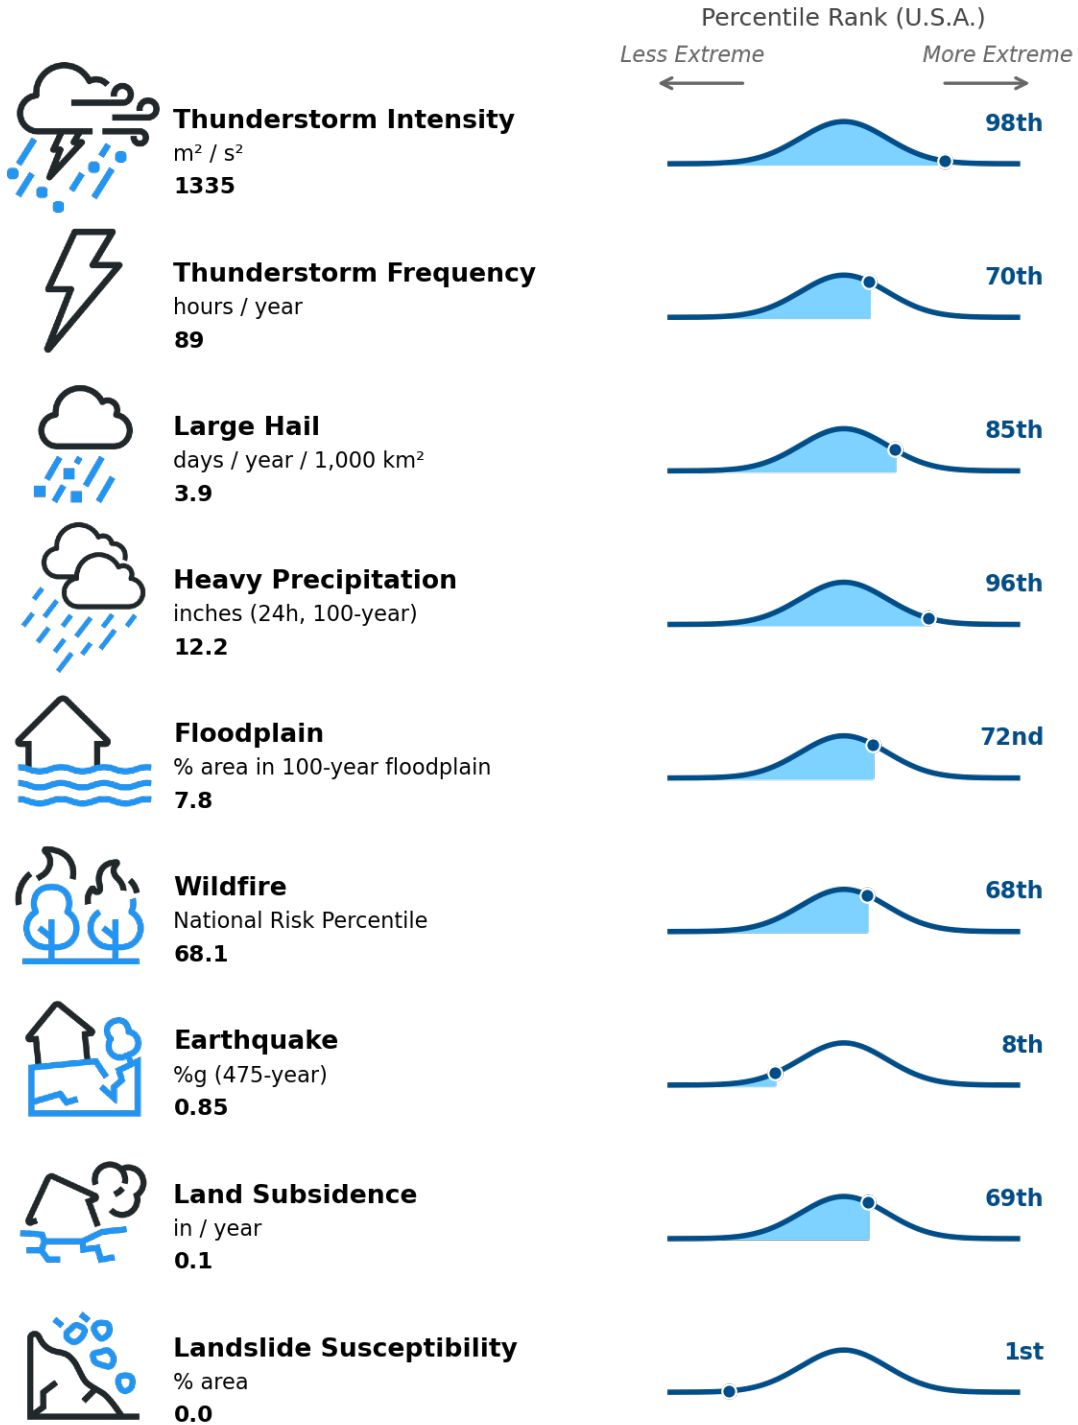 Percentile Rank (U.S.A.)
Less Extreme
More Extreme
Thunderstorm Intensity
m² / s²
1335
98th
Thunderstorm Frequency
hours / year
89
70th
Large Hail
days / year / 1,000 km²
3.9
85th
Heavy Precipitation
inches (24h, 100-year)
12.2
96th
Floodplain
% area in 100-year floodplain
7.8
72nd
Wildfire
National Risk Percentile
68.1
68th
Earthquake
%g (475-year)
0.85
8th
Land Subsidence
in / year
0.1
69th
Landslide Susceptibility
% area
0.0
1st